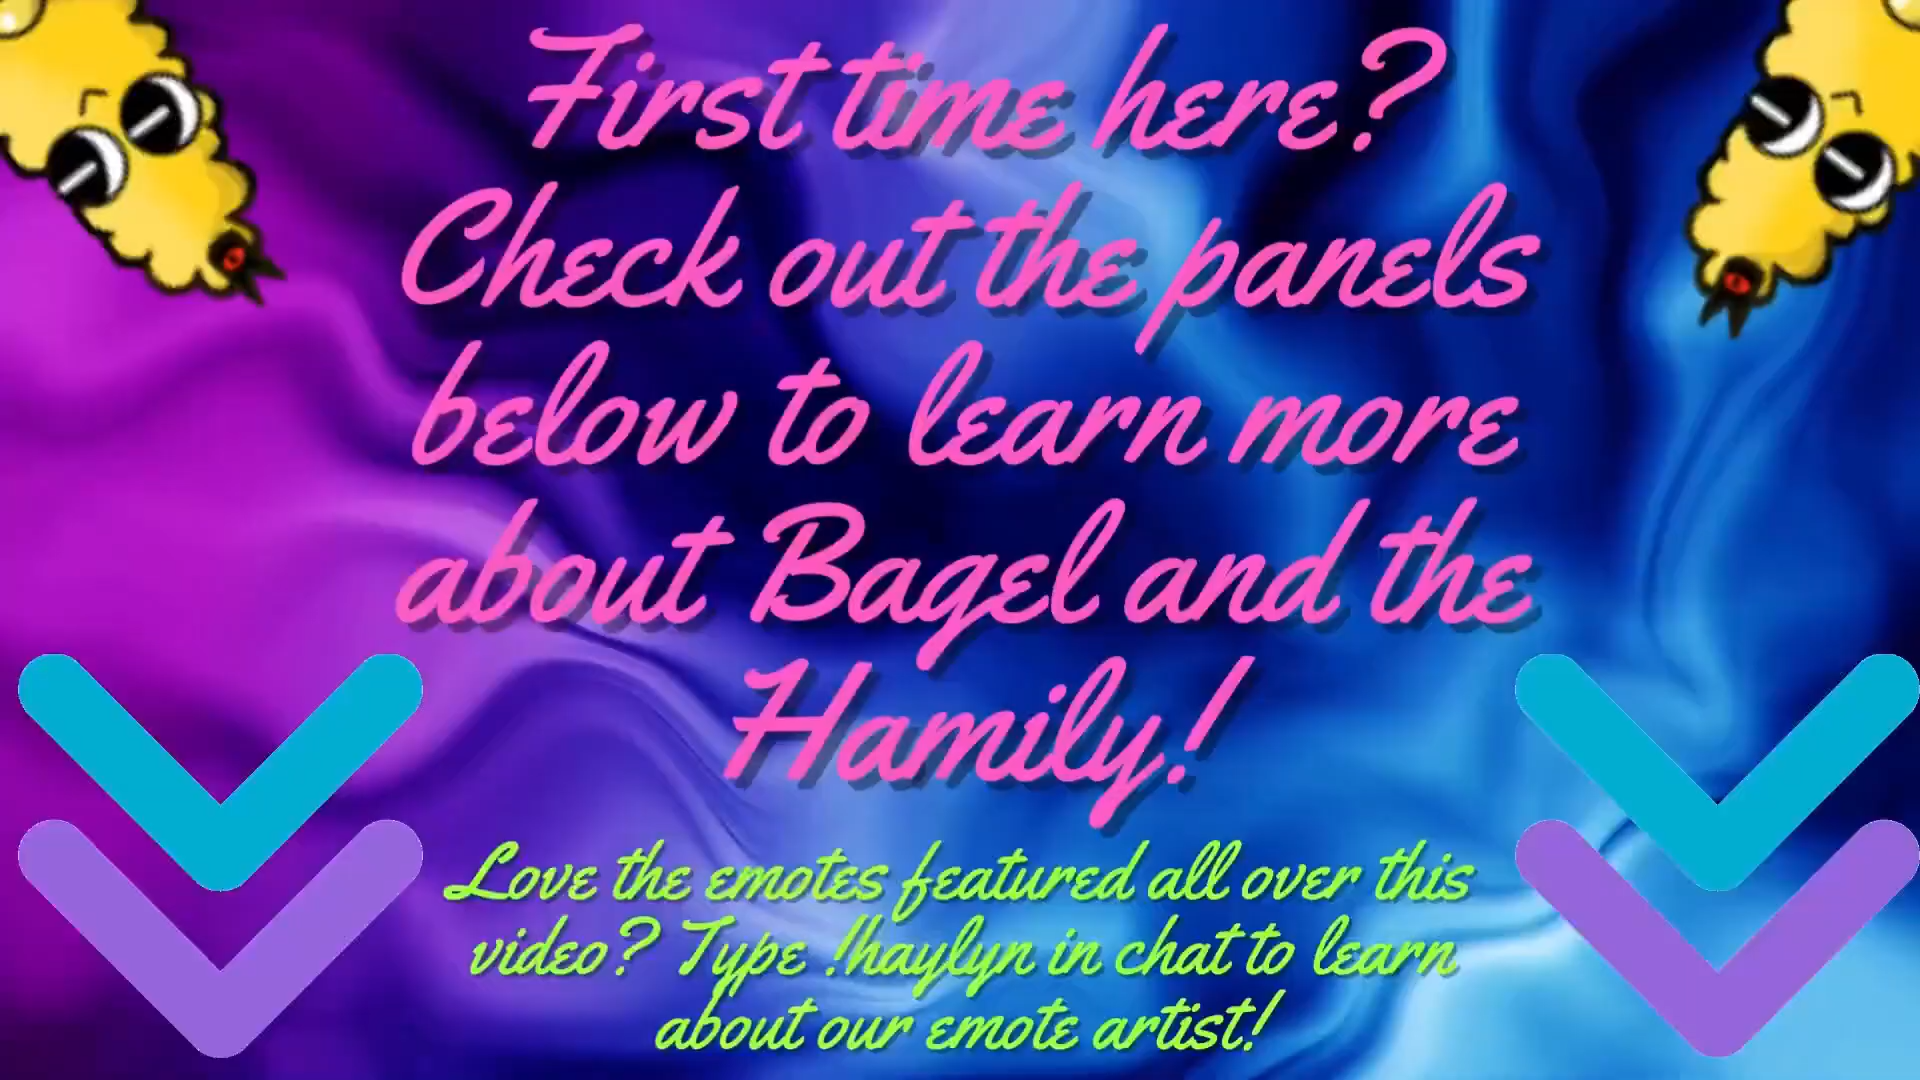 First time here?
Check out the panels
below to learn more
about Bagel and the
Hamily!
Love the emotes featured all over this
video? Type !haylyn in chat to learn
about our emote artist!